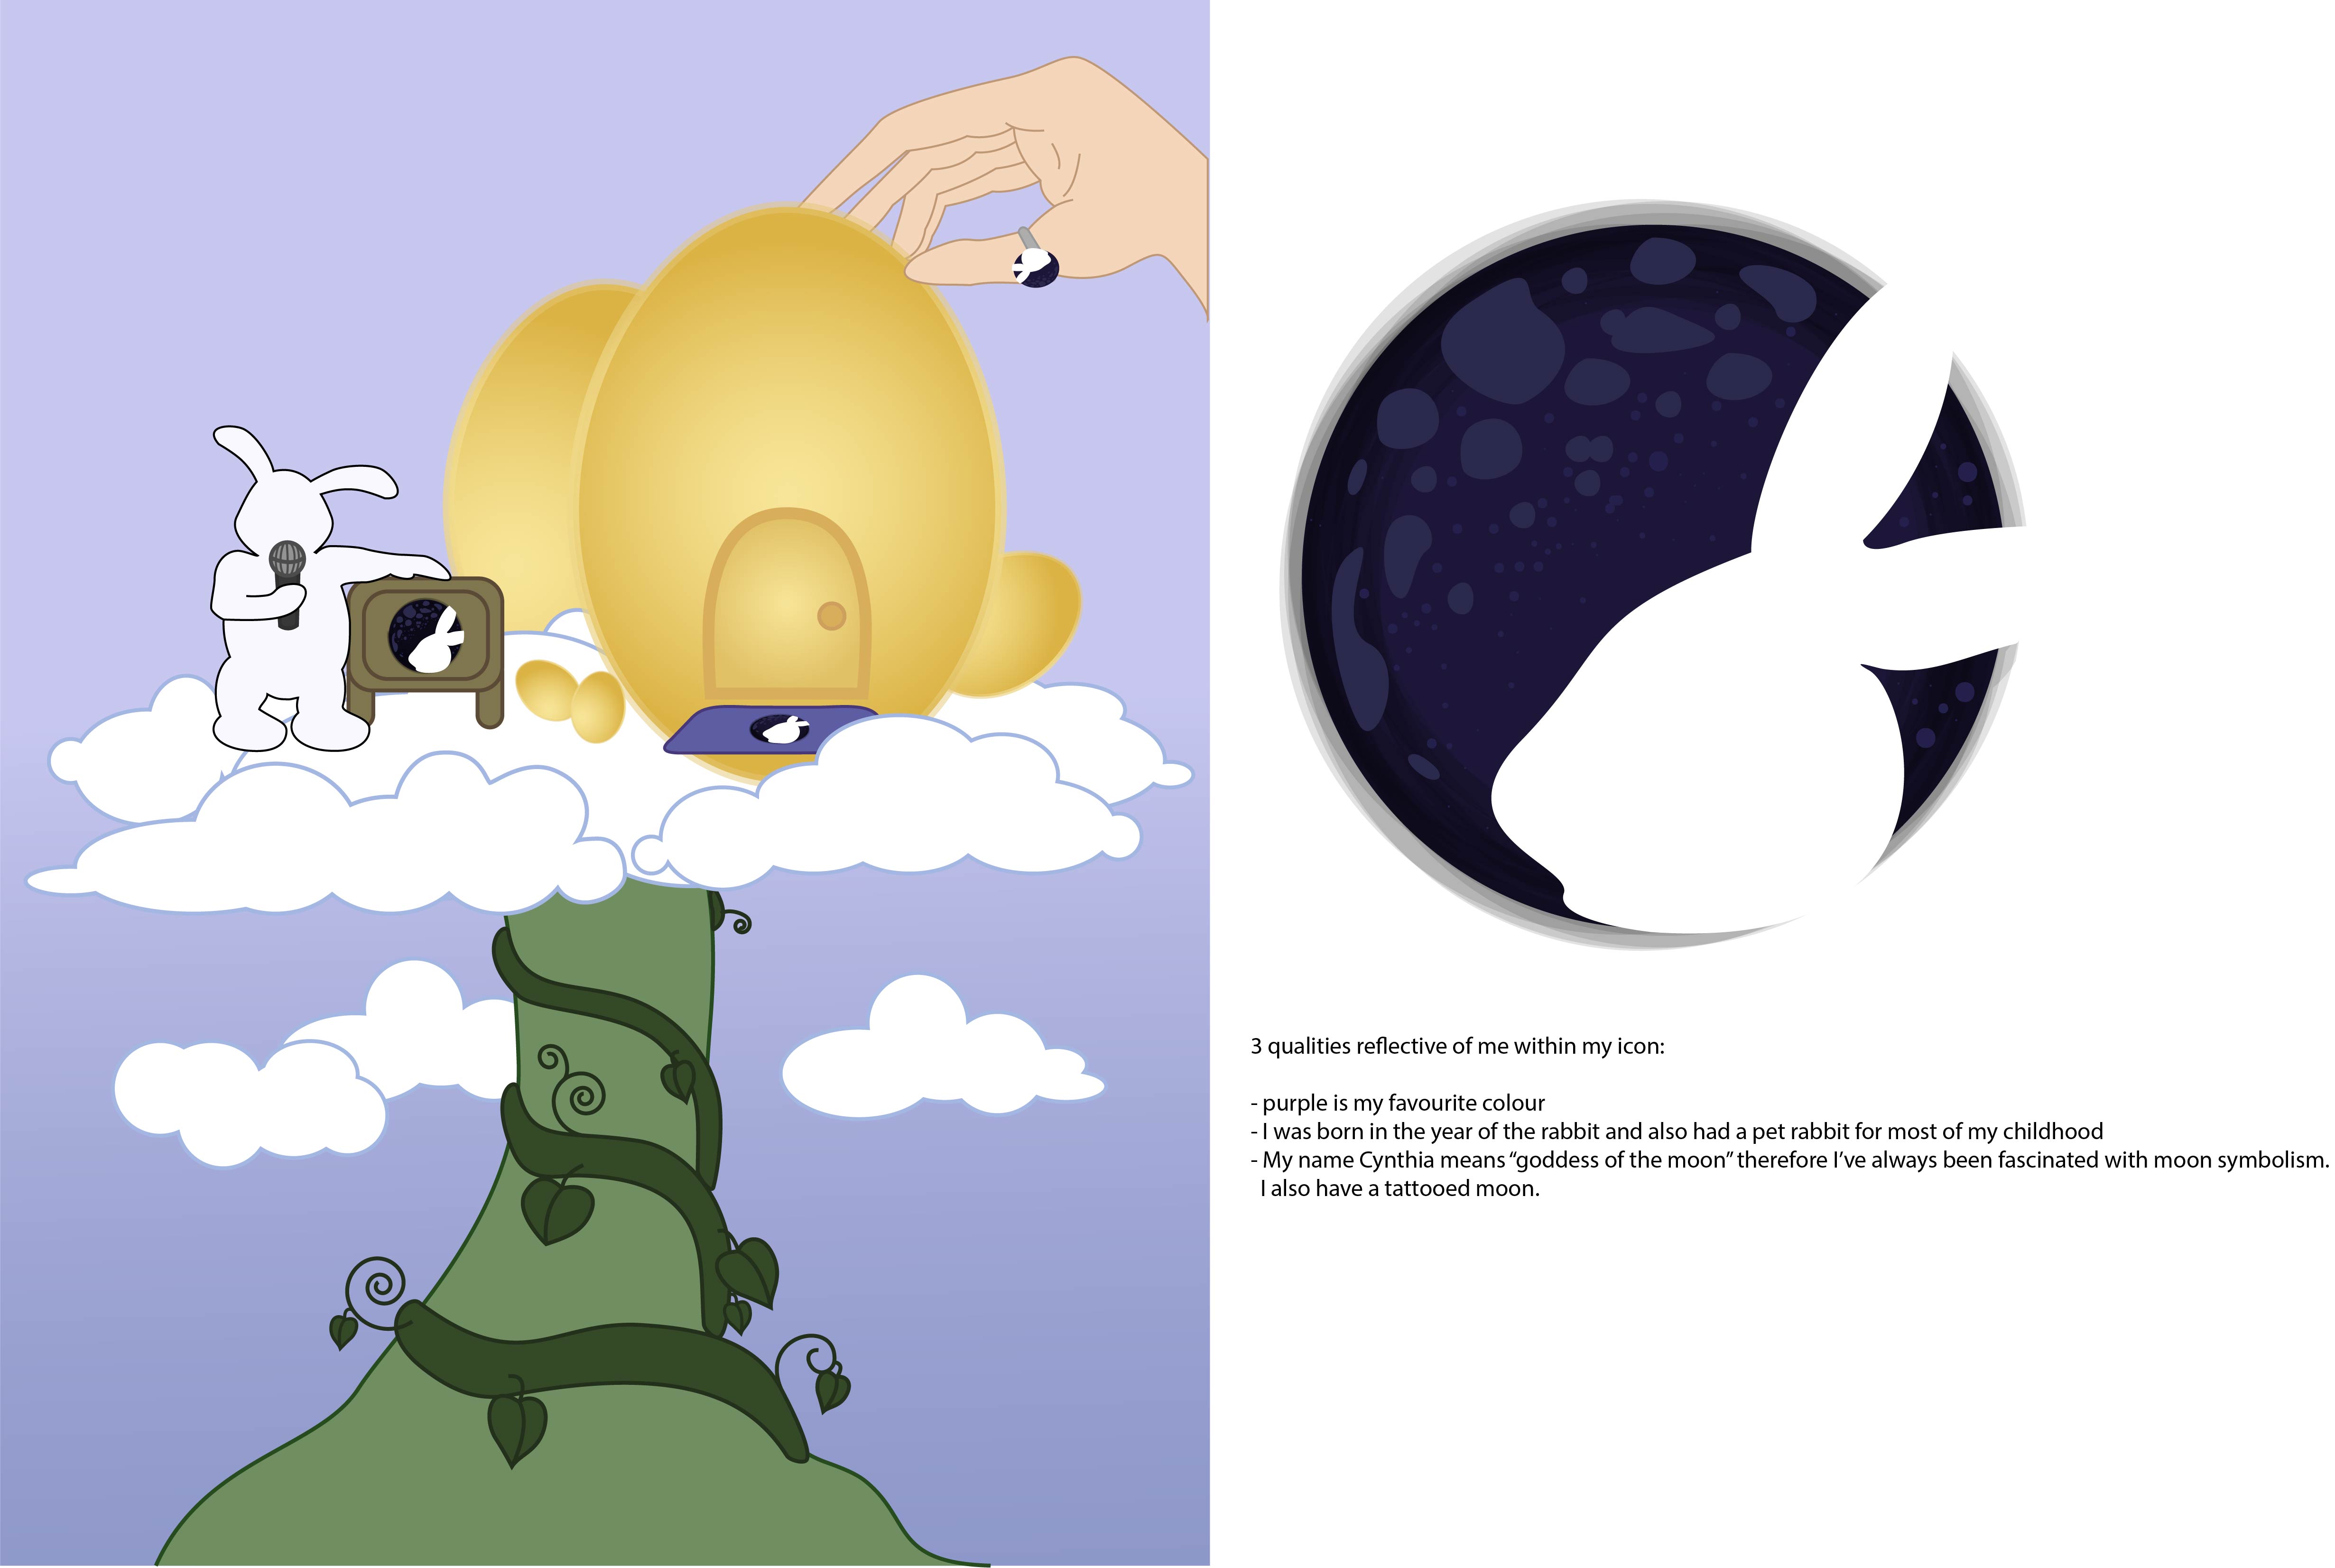 3 qualities reflective of me within my icon:
- purple is my favourite colour
- I was born in the year of the rabbit and also had a pet rabbit for most of my childhood
- My name Cynthia means “goddess of the moon” therefore I’ve always been fascinated with moon symbolism.
I also have a tattooed moon.